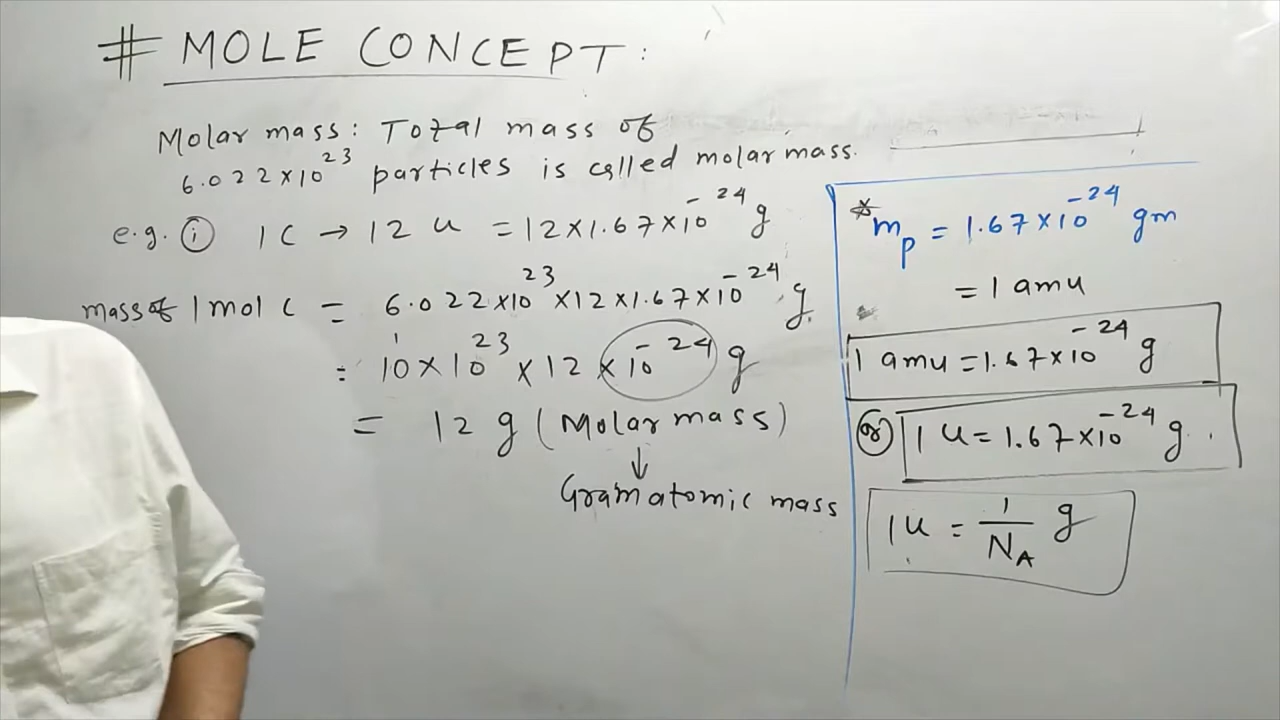 # MOLE CONCEPT:
Molar mass: Total mass of
6.022×10²³ particles is called molar mass.
e.g. ① 1C → 12 u = 12×1.67×10⁻²⁴ g
mass of 1 mol C = 6.022×10²³×12×1.67×10⁻²⁴ g.
= 10×10²³×12×10⁻²⁴ g
= 12 g (Molar mass)
↓
Gram atomic mass
* mₚ = 1.67×10⁻²⁴ gm
= 1 amu
1 amu = 1.67×10⁻²⁴ g
or 1 u = 1.67×10⁻²⁴ g.
1u = 1/N_A g